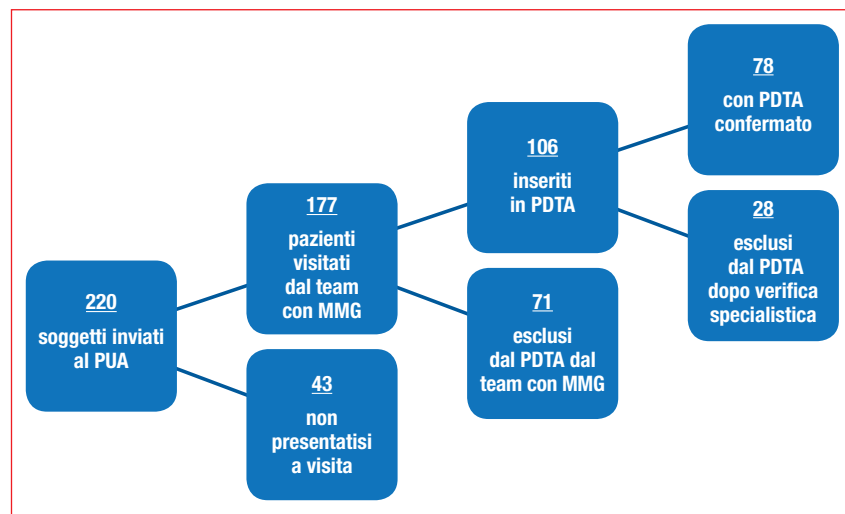 220
soggetti inviati
al PUA
177
pazienti
visitati
dal team
con MMG
43
non
presentatisi
a visita
106
inseriti
in PDTA
71
esclusi
dal PDTA dal
team con MMG
78
con PDTA
confermato
28
esclusi
dal PDTA
dopo verifica
specialistica